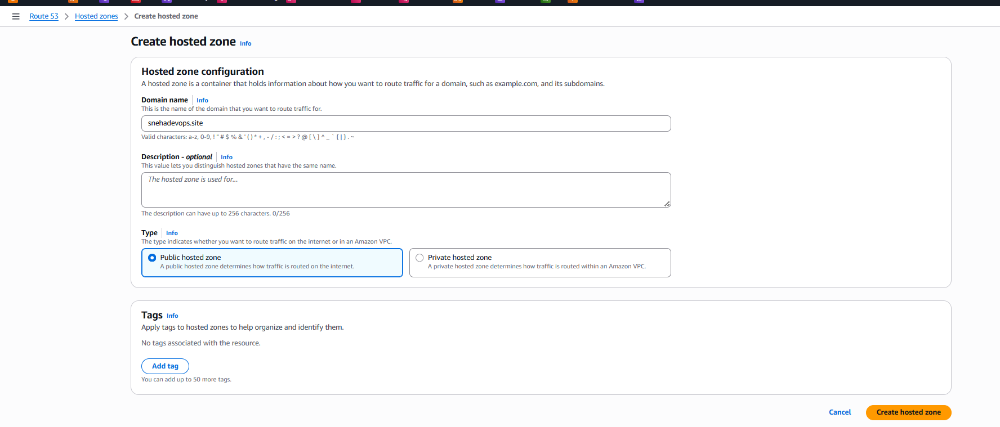 Route 53 > Hosted zones > Create hosted zone
Create hosted zone Info
Hosted zone configuration
A hosted zone is a container that holds information about how you want to route traffic for a domain, such as example.com, and its subdomains.
Domain name Info
This is the name of the domain that you want to route traffic for.
snehadevops.site
Valid characters: a-z, 0-9, ! " # $ % & ' ( ) * + , - / : ; < = > ? @ [ \ ] ^ _ ` { | } . ~
Description - optional Info
This value lets you distinguish hosted zones that have the same name.
The hosted zone is used for...
The description can have up to 256 characters. 0/256
Type Info
The type indicates whether you want to route traffic on the internet or in an Amazon VPC.
Public hosted zone
A public hosted zone determines how traffic is routed on the internet.
Private hosted zone
A private hosted zone determines how traffic is routed within an Amazon VPC.
Tags Info
Apply tags to hosted zones to help organize and identify them.
No tags associated with the resource.
Add tag
You can add up to 50 more tags.
Cancel
Create hosted zone